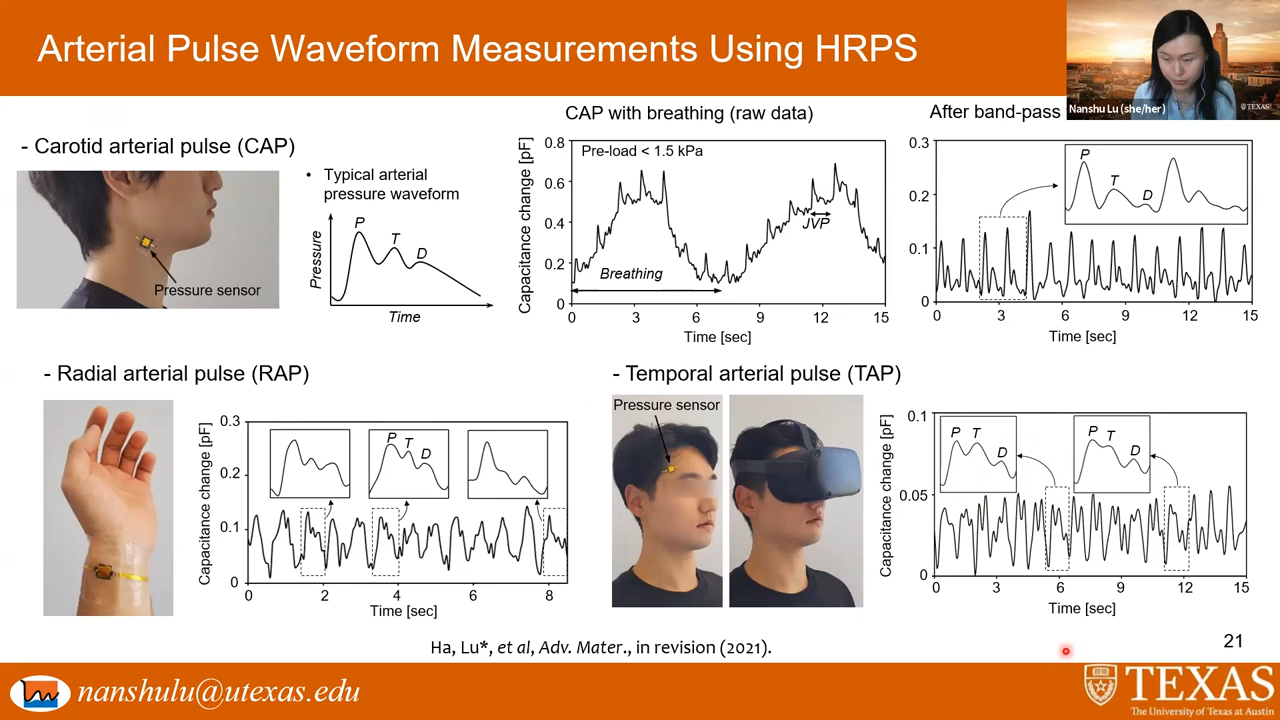 Arterial Pulse Waveform Measurements Using HRPS
Nanshu Lu (she/her)
TEXAS
- Carotid arterial pulse (CAP)
Pressure sensor
• Typical arterial
pressure waveform
Pressure
P
T
D
Time
CAP with breathing (raw data)
Capacitance change [pF]
0.8
0.6
0.4
0.2
0
Pre-load < 1.5 kPa
JVP
Breathing
0 3 6 9 12 15
Time [sec]
After band-pass
0.3
0.2
0.1
0
P
T
D
0 3 6 9 12 15
Time [sec]
- Radial arterial pulse (RAP)
Capacitance change [pF]
0.3
0.2
0.1
0
P
T
D
0 2 4 6 8
Time [sec]
- Temporal arterial pulse (TAP)
Pressure sensor
Capacitance change [pF]
0.1
0.05
0
P T
D
P
T
D
0 3 6 9 12 15
Time [sec]
Ha, Lu*, et al, Adv. Mater., in revision (2021).
21
nanshulu@utexas.edu
TEXAS
The University of Texas at Austin